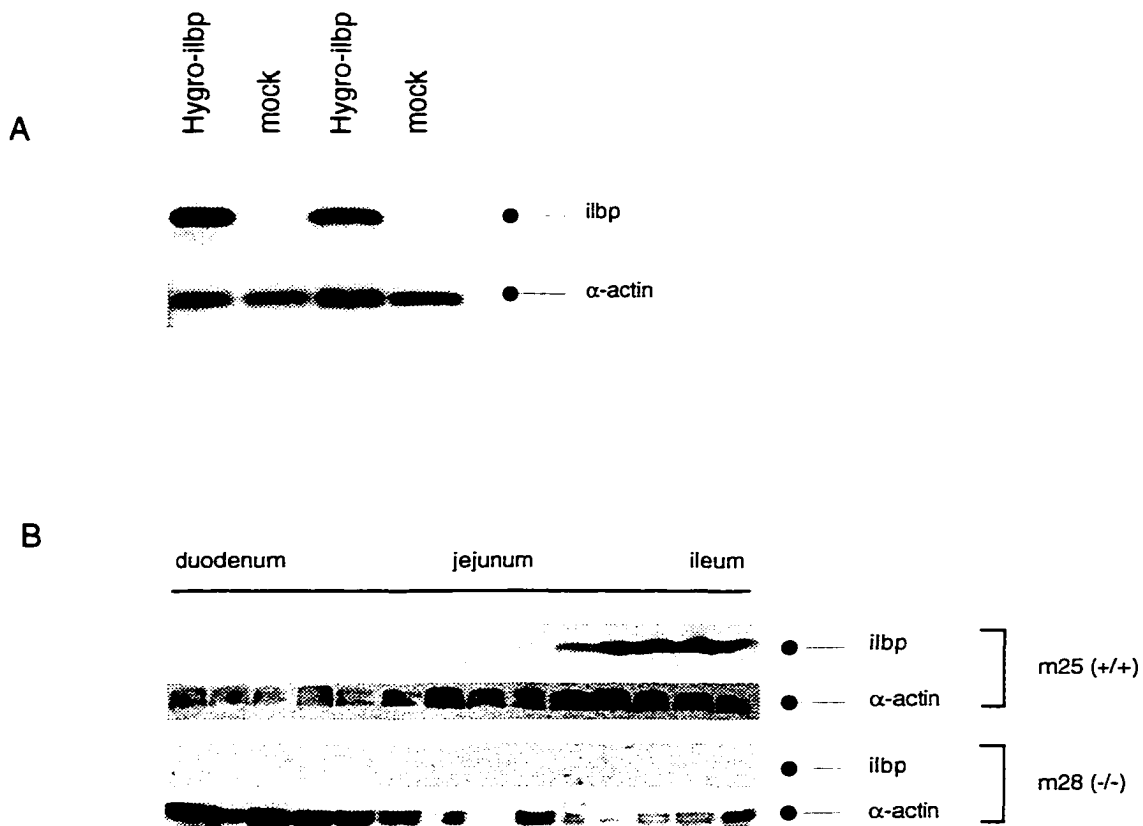 A
Hygro-ilbp
mock
Hygro-ilbp
mock
ilbp
α-actin
B
duodenum jejunum ileum
ilbp
α-actin
m25 (+/+)
ilbp
α-actin
m28 (-/-)